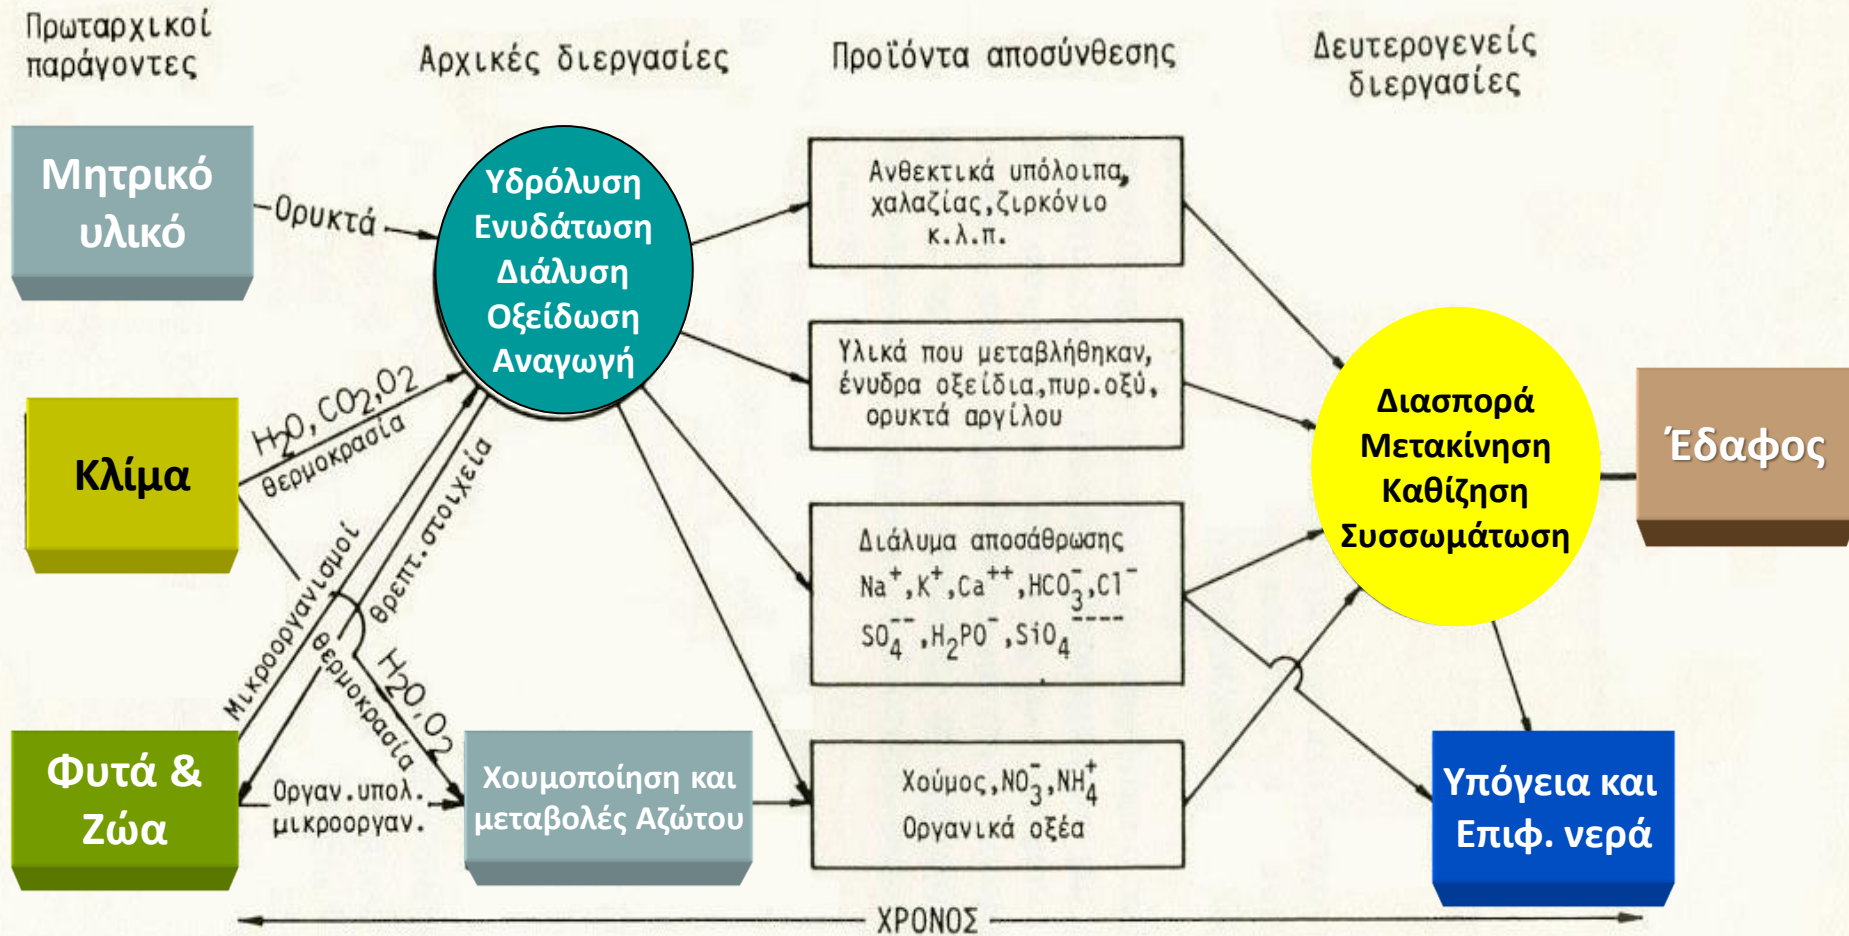 Πρωταρχικοί
παράγοντες
Αρχικές διεργασίες
Προϊόντα αποσύνθεσης
Δευτερογενείς
διεργασίες
Μητρικό
υλικό
Ορυκτά
Υδρόλυση
Ενυδάτωση
Διάλυση
Οξείδωση
Αναγωγή
Ανθεκτικά υπόλοιπα,
χαλαζίας,ζιρκόνιο
κ.λ.π.
Υλικά που μεταβλήθηκαν,
ένυδρα οξείδια,πυρ.οξύ,
ορυκτά αργίλου
Κλίμα
H2O, CO2,O2
θερμοκρασία
Μικροοργανισμοί
θρεπτ.στοιχεία
θερμοκρασία
H2O,O2
Διάλυμα αποσάθρωσης
Na+,K+,Ca++,HCO3-,Cl-
SO4--,H2PO-,SiO4----
Διασπορά
Μετακίνηση
Καθίζηση
Συσσωμάτωση
Έδαφος
Φυτά &
Ζώα
Οργαν.υπολ.
μικροοργαν.
Χουμοποίηση και
μεταβολές Αζώτου
Χούμος,NO3-,NH4+
Οργανικά οξέα
Υπόγεια και
Επιφ. νερά
ΧΡΟΝΟΣ